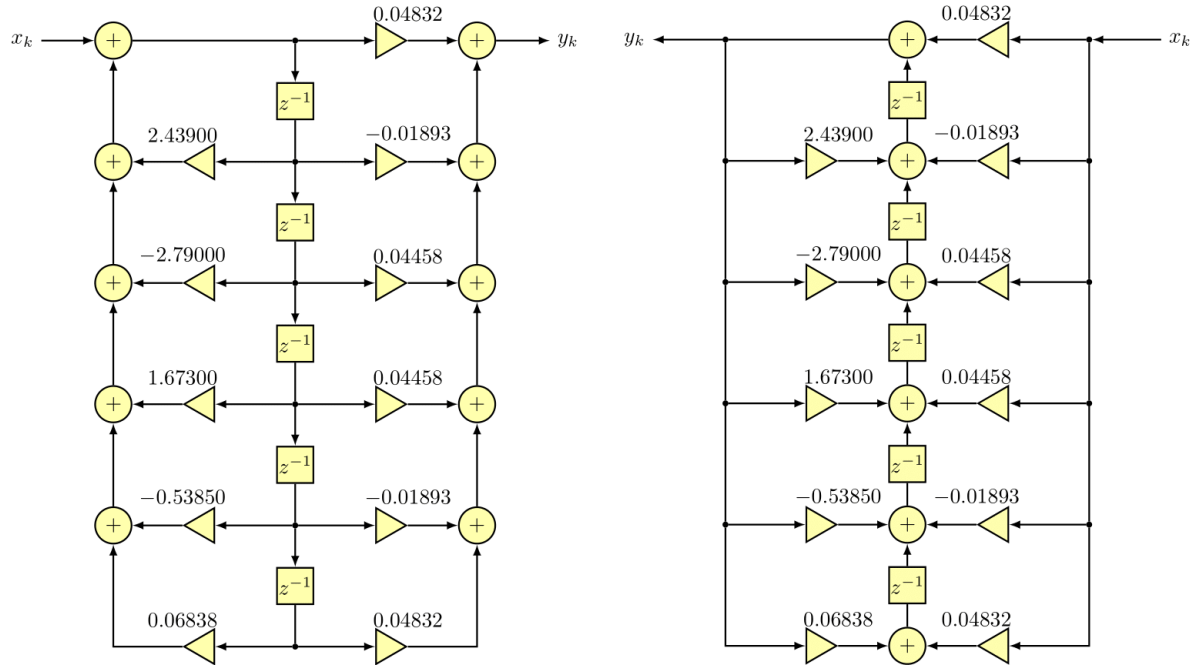 0.04832
x_k + + y_k
z^{-1}
2.43900 −0.01893
+ +
z^{-1}
−2.79000 0.04458
+ +
z^{-1}
1.67300 0.04458
+ +
z^{-1}
−0.53850 −0.01893
+ +
z^{-1}
0.06838 0.04832
0.04832
y_k + x_k
z^{-1}
2.43900 −0.01893
+
z^{-1}
−2.79000 0.04458
+
z^{-1}
1.67300 0.04458
+
z^{-1}
−0.53850 −0.01893
+
z^{-1}
0.06838 0.04832
+